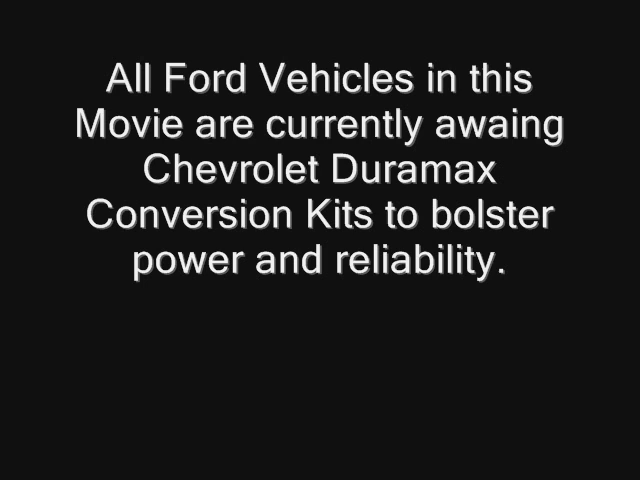 All Ford Vehicles in this
Movie are currently awaing
Chevrolet Duramax
Conversion Kits to bolster
power and reliability.